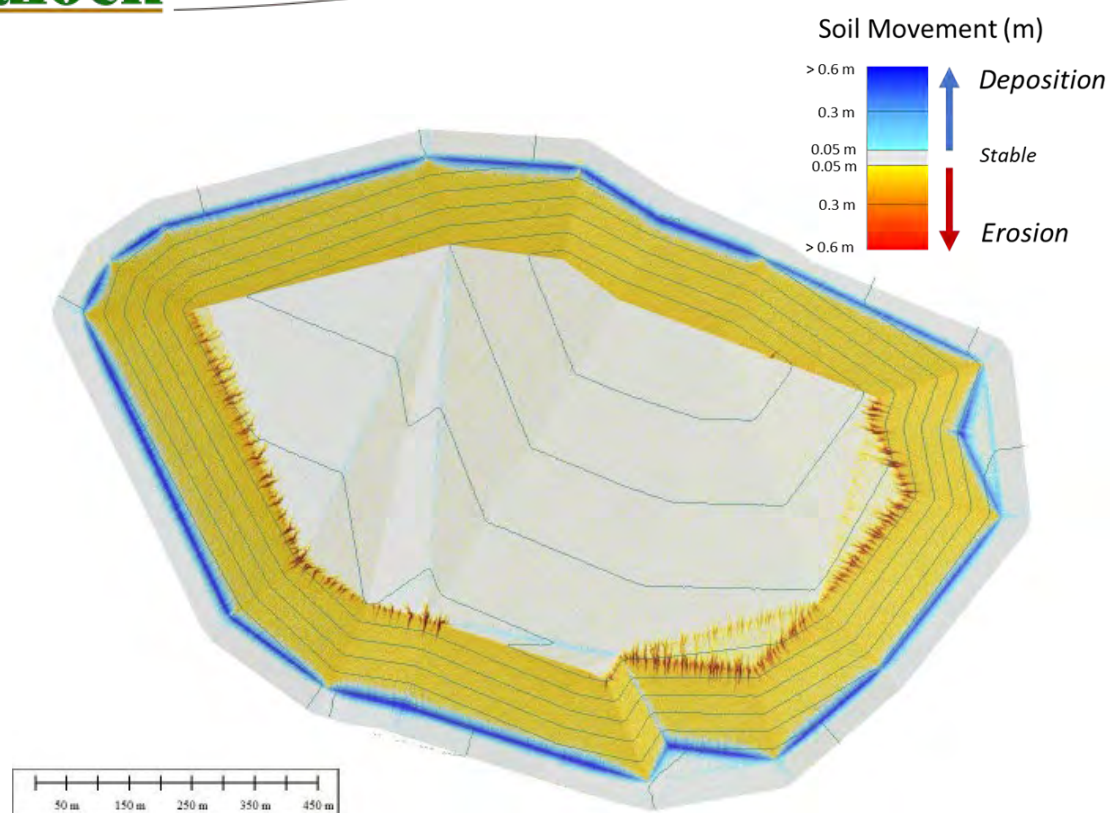 Soil Movement (m)
> 0.6 m
Deposition
0.3 m
0.05 m
Stable
0.05 m
0.3 m
Erosion
> 0.6 m
50 m 150 m 250 m 350 m 450 m